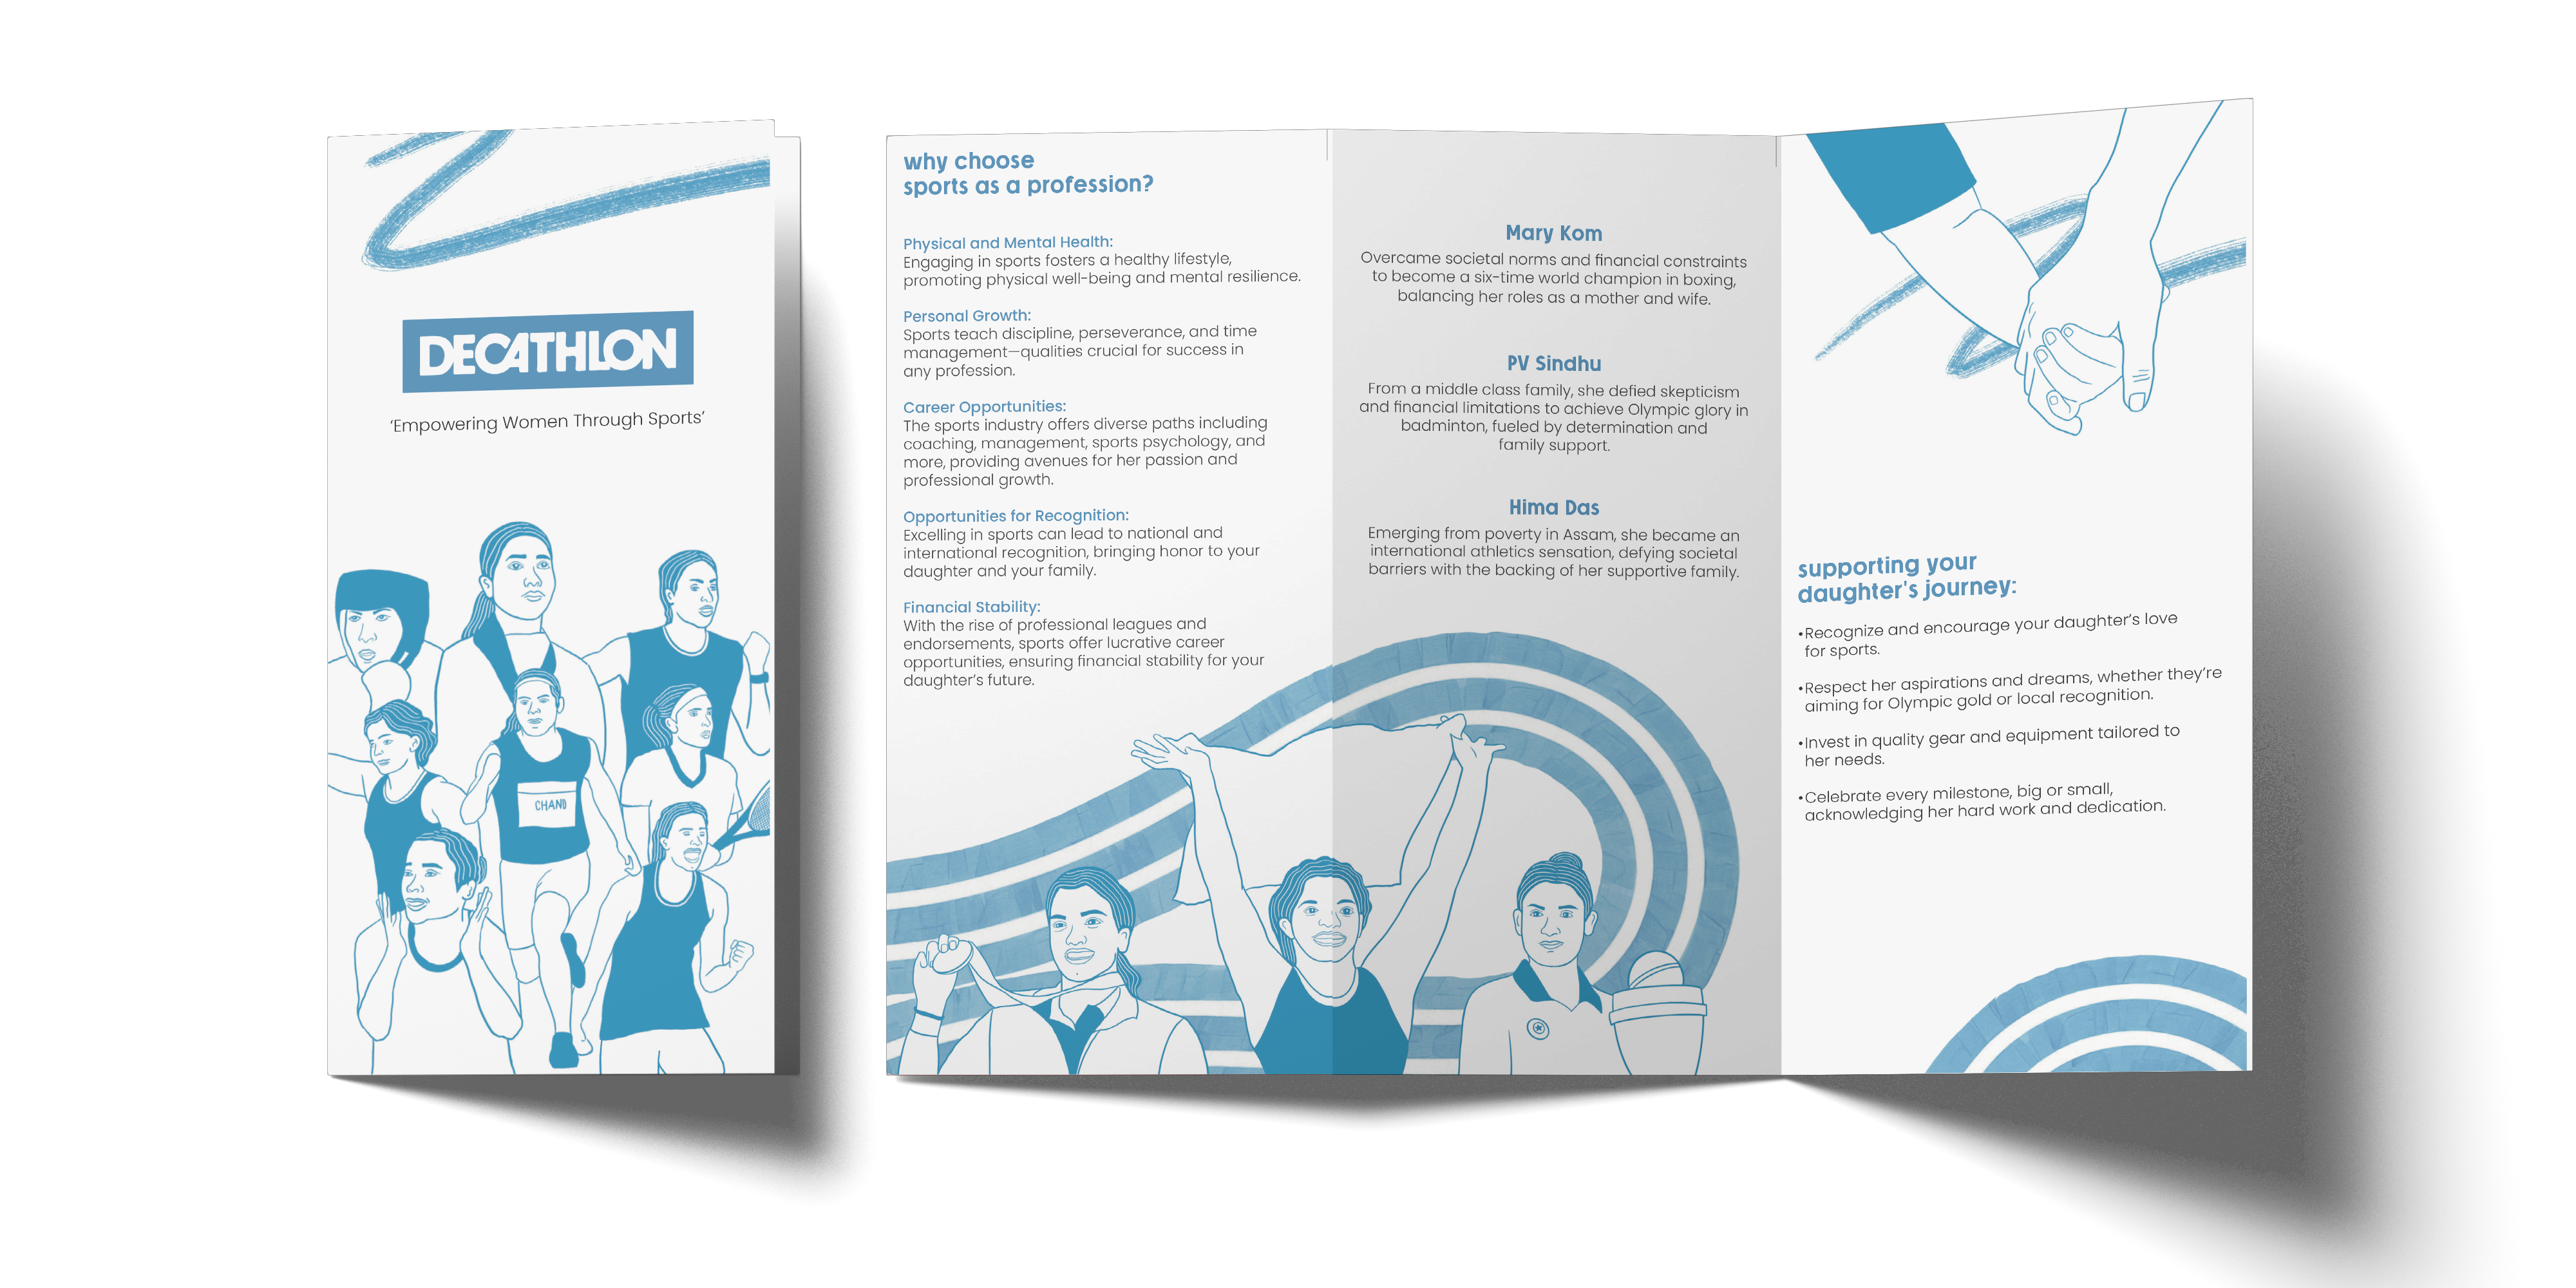 DECATHLON
‘Empowering Women Through Sports’
CHAND
why choose
sports as a profession?
Physical and Mental Health:
Engaging in sports fosters a healthy lifestyle,
promoting physical well-being and mental resilience.
Personal Growth:
Sports teach discipline, perseverance, and time
management—qualities crucial for success in
any profession.
Career Opportunities:
The sports industry offers diverse paths including
coaching, management, sports psychology, and
more, providing avenues for her passion and
professional growth.
Opportunities for Recognition:
Excelling in sports can lead to national and
international recognition, bringing honor to your
daughter and your family.
Financial Stability:
With the rise of professional leagues and
endorsements, sports offer lucrative career
opportunities, ensuring financial stability for your
daughter’s future.
Mary Kom
Overcame societal norms and financial constraints
to become a six-time world champion in boxing,
balancing her roles as a mother and wife.
PV Sindhu
From a middle class family, she defied skepticism
and financial limitations to achieve Olympic glory in
badminton, fueled by determination and
family support.
Hima Das
Emerging from poverty in Assam, she became an
international athletics sensation, defying societal
barriers with the backing of her supportive family.
supporting your
daughter's journey:
•Recognize and encourage your daughter’s love
for sports.
•Respect her aspirations and dreams, whether they’re
aiming for Olympic gold or local recognition.
•Invest in quality gear and equipment tailored to
her needs.
•Celebrate every milestone, big or small,
acknowledging her hard work and dedication.